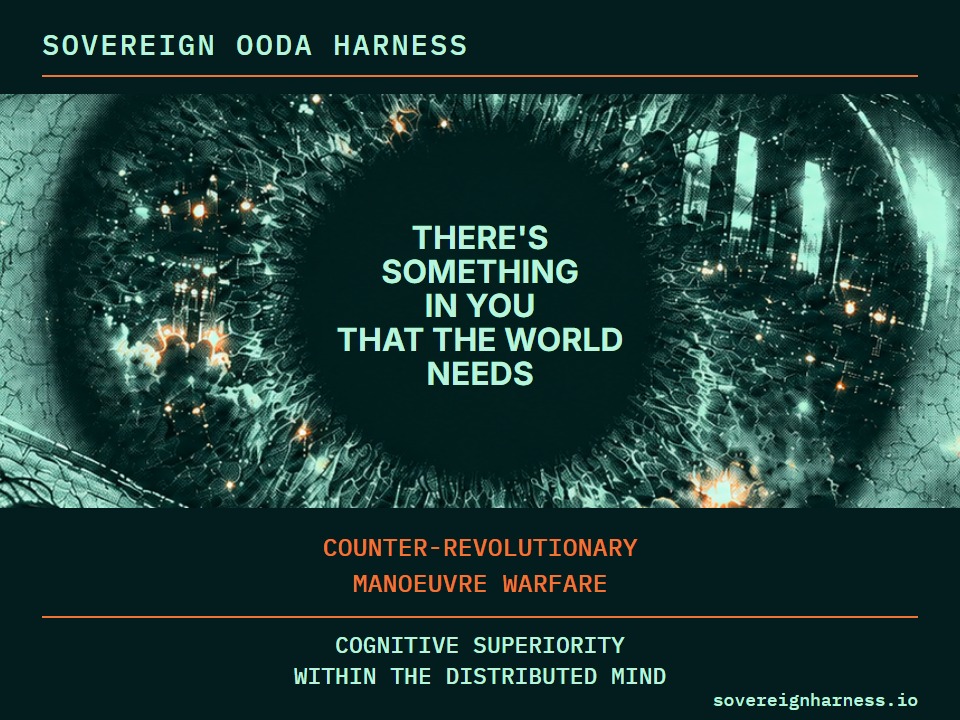 SOVEREIGN OODA HARNESS
THERE'S
SOMETHING
IN YOU
THAT THE WORLD
NEEDS
COUNTER-REVOLUTIONARY
MANOEUVRE WARFARE
COGNITIVE SUPERIORITY
WITHIN THE DISTRIBUTED MIND
sovereignharness.io